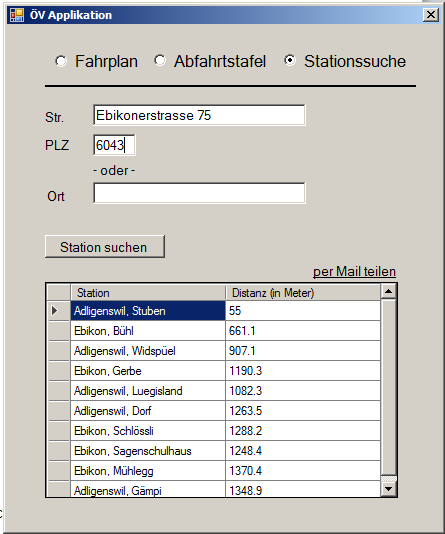 ÖV Applikation
Fahrplan Abfahrtstafel Stationssuche
Str. Ebikonerstrasse 75
PLZ 6043
- oder -
Ort
Station suchen
per Mail teilen
Station Distanz (in Meter)
Adligenswil, Stuben 55
Ebikon, Bühl 661.1
Adligenswil, Widspüel 907.1
Ebikon, Gerbe 1190.3
Adligenswil, Luegisland 1082.3
Adligenswil, Dorf 1263.5
Ebikon, Schlössli 1288.2
Ebikon, Sagenschulhaus 1248.4
Ebikon, Mühlegg 1370.4
Adligenswil, Gämpi 1348.9